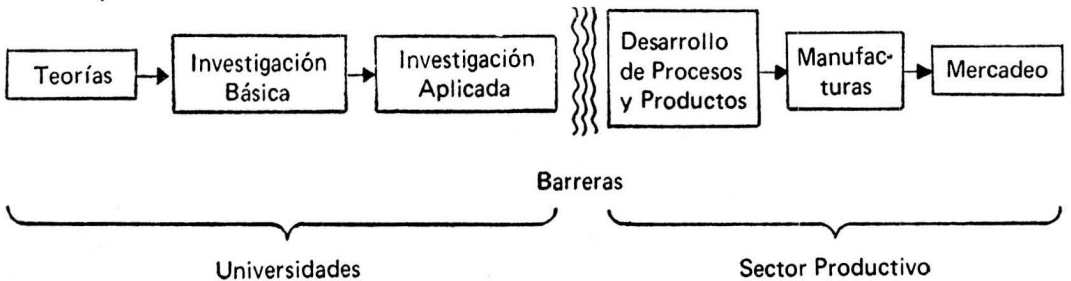 Teorías
Investigación
Básica
Investigación
Aplicada
Desarrollo
de Procesos
y Productos
Manufac-
turas
Mercadeo
Barreras
Universidades
Sector Productivo